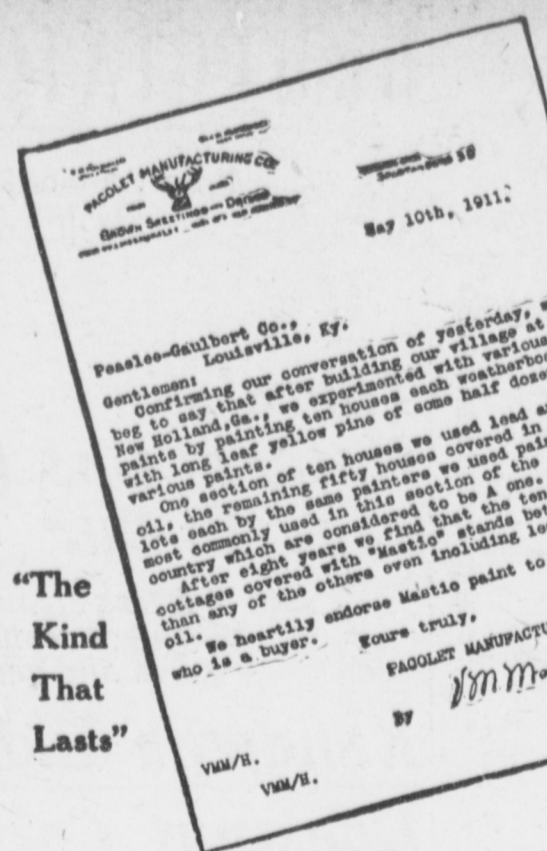 PACOLET MANUFACTURING CO.
BROWN SHEETINGS AND DRILLS
May 10th, 1911.
Peaslee-Gaulbert Co.,
Louisville, Ky.
Gentlemen:
Confirming our conversation of yesterday,
beg to say that after building our village at
New Holland, Ga., we experimented with various
paints by painting ten houses each
with long leaf yellow pine of some half
various paints.
One section of ten houses we used lead
oil, the remaining fifty houses covered in
lots each by the same painters we used
most commonly used in this section of the
country which are considered to be A one.
After eight years we find that the ten
cottages covered with "Mastic" stands
than any of the others even including
oil.
We heartily endorse Mastic paint to
who is a buyer.
Yours truly,
PACOLET
By
VMM/H.
VMM/H.
"The
Kind
That
Lasts"